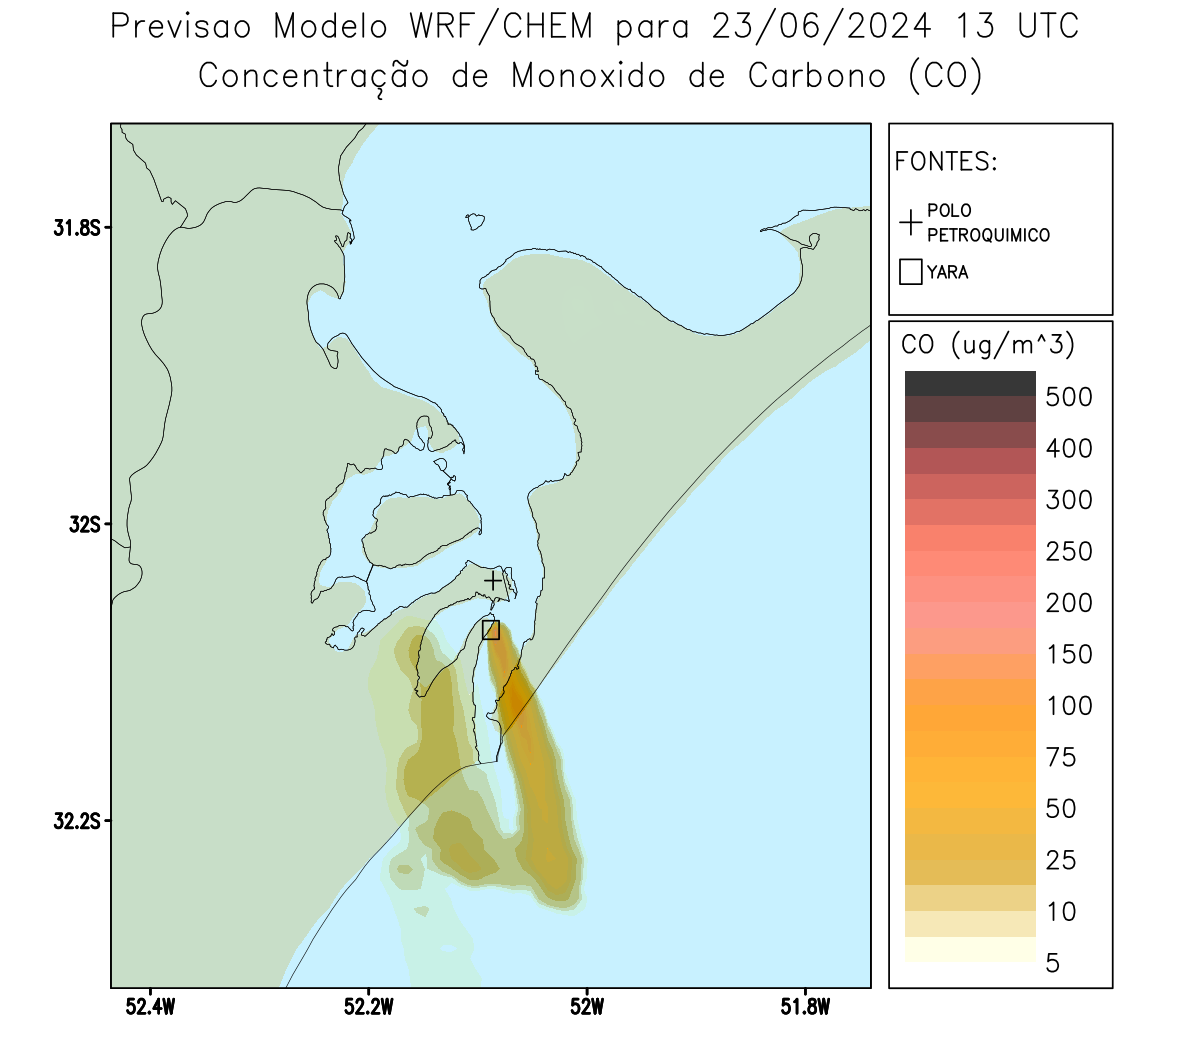 Previsao Modelo WRF/CHEM para 23/06/2024 13 UTC
Concentração de Monoxido de Carbono (CO)
FONTES:
POLO
PETROQUIMICO
YARA
CO (ug/m^3)
500
400
300
250
200
150
100
75
50
25
10
5
31.8S
32S
32.2S
52.4W
52.2W
52W
51.8W